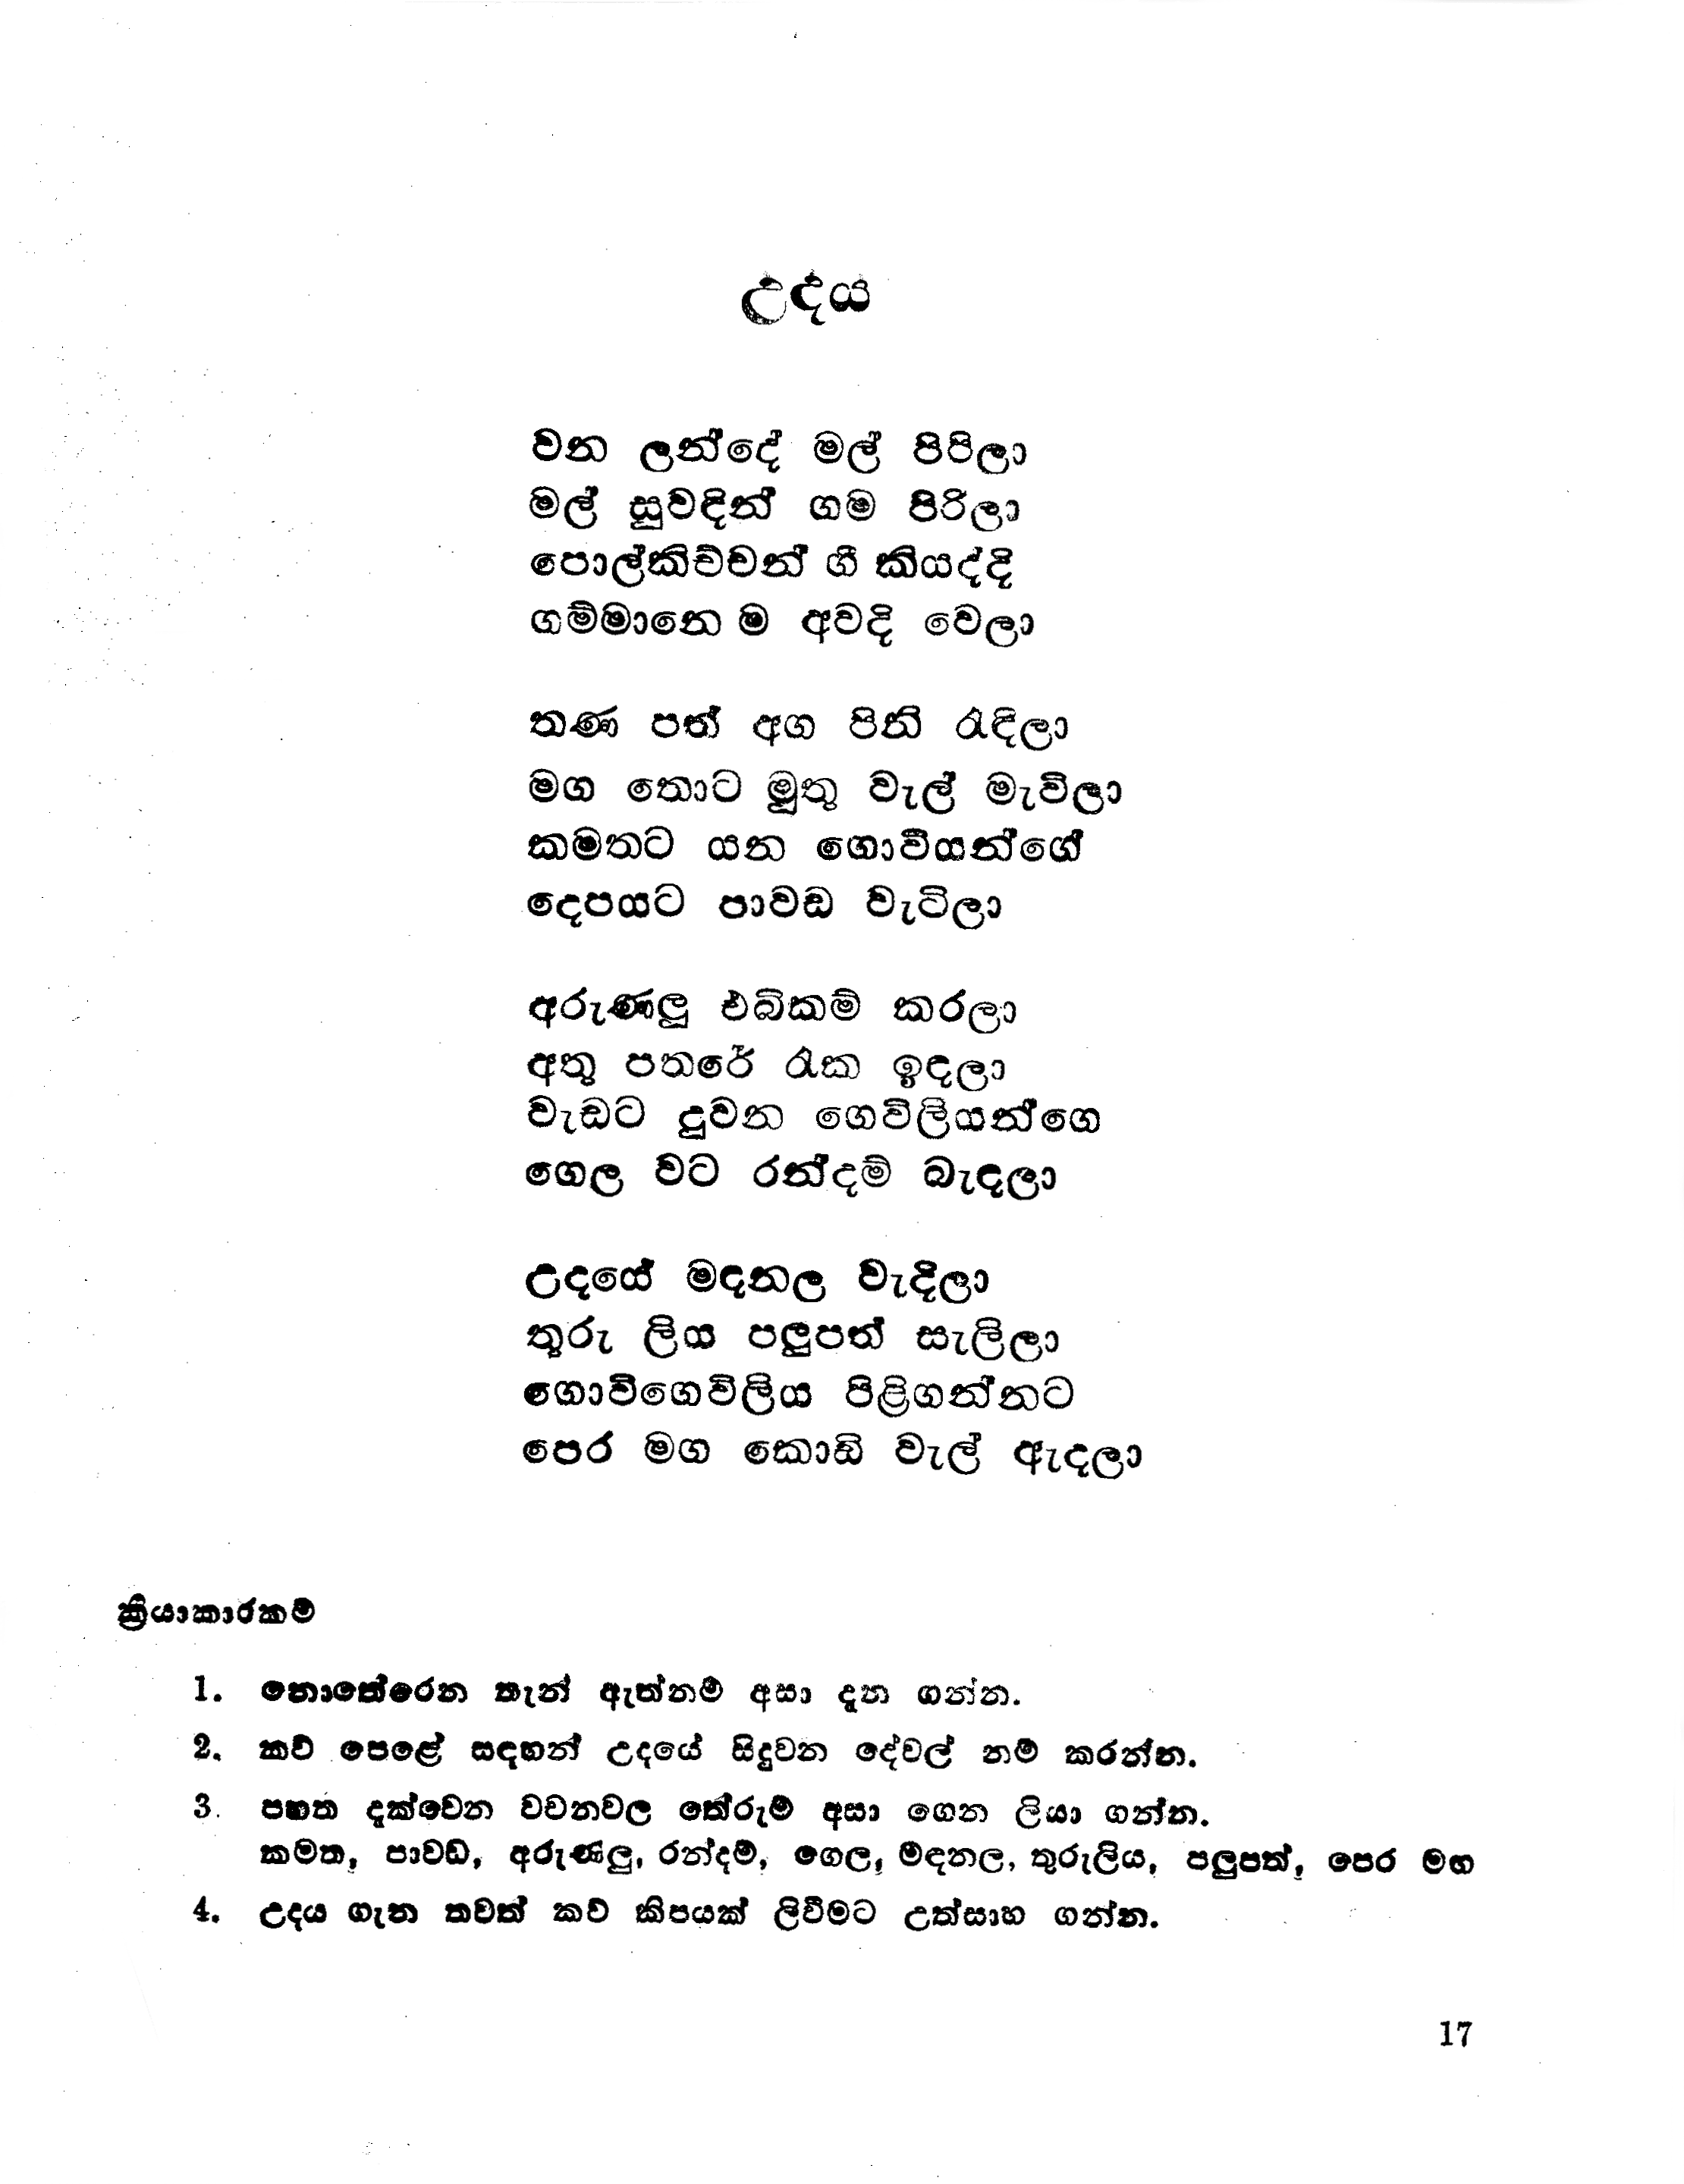 උදය
වන ලන්දේ මල් පිපිලා
මල් සුවඳින් ගම පිරිලා
පොල්කිච්චන් ගී කියද්දි
ගම්මානෙ ම අවදි වෙලා
තණ පත් අග පිනි රැඳිලා
මග තොට මුතු වැල් මැවිලා
කමතට යන ගොවියන්ගේ
දෙපයට පාවඩ වැටිලා
අරුණලු එබිකම් කරලා
අතු පතරේ රැක ඉඳලා
වැඩට දුවන ගෙවිලියන්ගෙ
ගෙල වට රන්දම් බැඳලා
උදයේ මඳනල වැදිලා
තුරු ලිය පලුපත් සැලිලා
ගොවිගෙවිලිය පිළිගන්නට
පෙර මග කොඩි වැල් ඇදලා
ක්‍රියාකාරකම්
1. නොතේරෙන තැන් ඇත්නම් අසා දැන ගන්න.
2. කවි පෙළේ සඳහන් උදයේ සිදුවන දේවල් නම් කරන්න.
3. පහත දැක්වෙන වචනවල තේරුම් අසා ගෙන ලියා ගන්න.
කමත, පාවඩ, අරුණලු, රන්දම්, ගෙල, මඳනල, තුරුලිය, පලුපත්, පෙර මඟ
4. උදය ගැන තවත් කවි කිපයක් ලිවීමට උත්සාහ ගන්න.
17